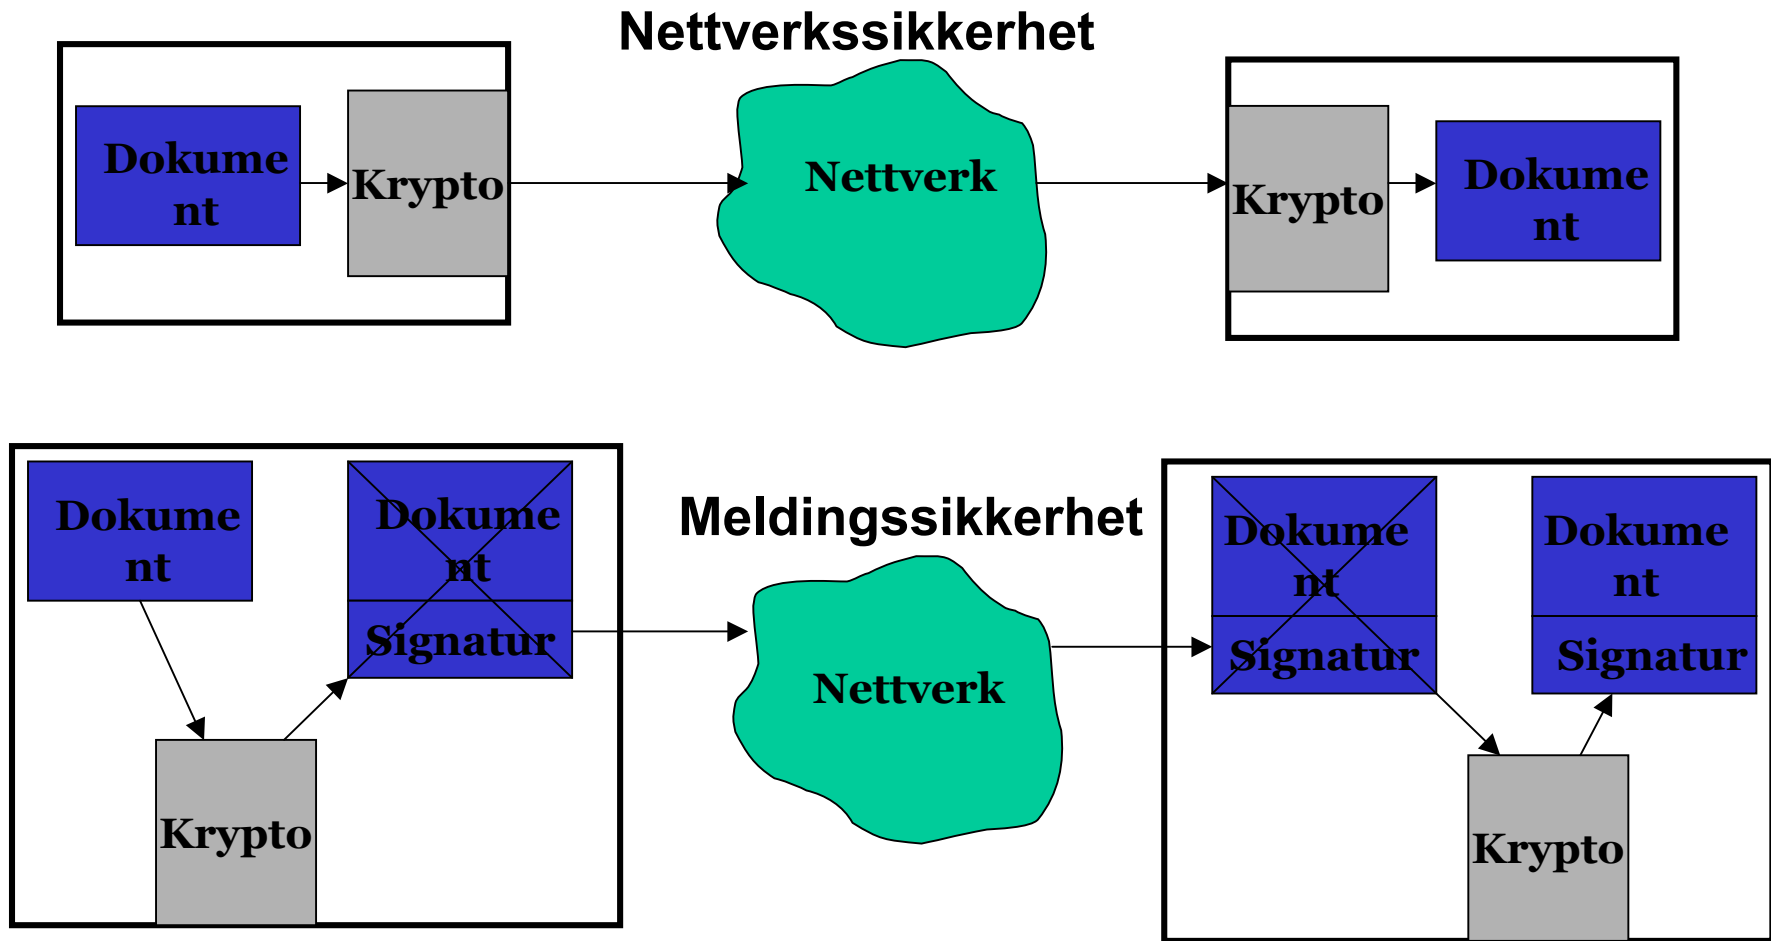 Nettverkssikkerhet
Dokume
nt
Krypto
Nettverk
Krypto
Dokume
nt
Meldingssikkerhet
Dokume
nt
Dokume
nt
Signatur
Krypto
Nettverk
Dokume
nt
Signatur
Dokume
nt
Signatur
Krypto